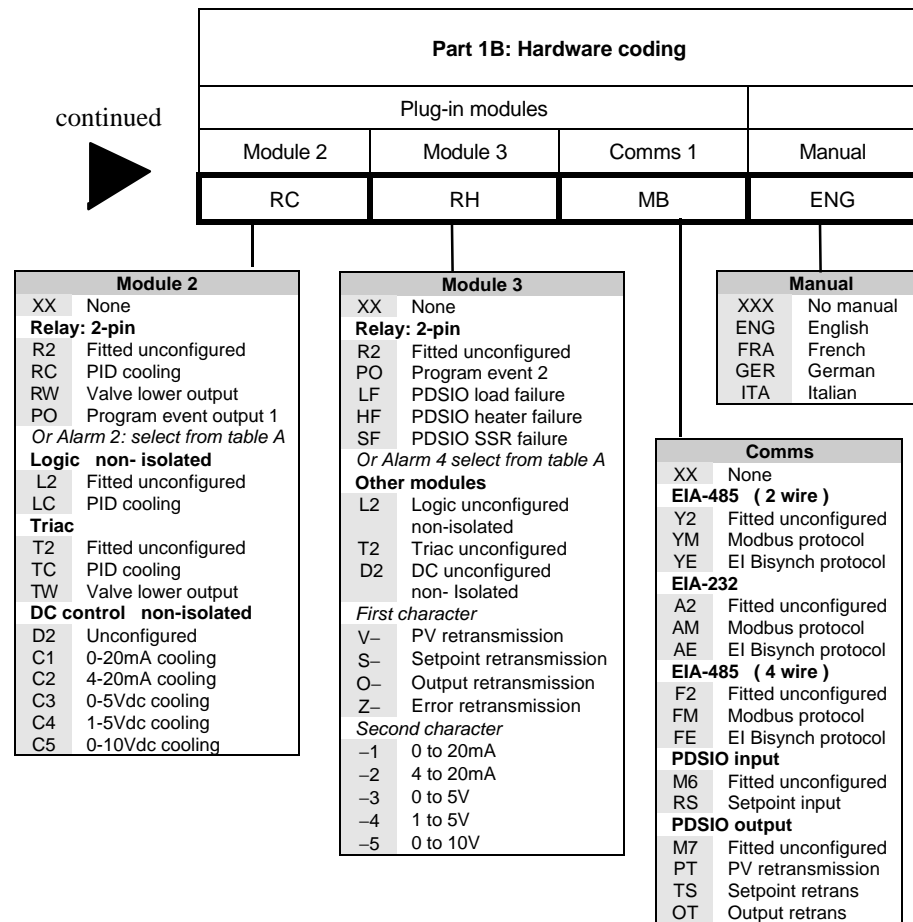 Part 1B: Hardware coding
continued
Plug-in modules
Module 2 Module 3 Comms 1 Manual
RC RH MB ENG
Module 2
XX None
Relay: 2-pin
R2 Fitted unconfigured
RC PID cooling
RW Valve lower output
PO Program event output 1
Or Alarm 2: select from table A
Logic non- isolated
L2 Fitted unconfigured
LC PID cooling
Triac
T2 Fitted unconfigured
TC PID cooling
TW Valve lower output
DC control non-isolated
D2 Unconfigured
C1 0-20mA cooling
C2 4-20mA cooling
C3 0-5Vdc cooling
C4 1-5Vdc cooling
C5 0-10Vdc cooling
Module 3
XX None
Relay: 2-pin
R2 Fitted unconfigured
PO Program event 2
LF PDSIO load failure
HF PDSIO heater failure
SF PDSIO SSR failure
Or Alarm 4 select from table A
Other modules
L2 Logic unconfigured
non-isolated
T2 Triac unconfigured
D2 DC unconfigured
non- Isolated
First character
V– PV retransmission
S– Setpoint retransmission
O– Output retransmission
Z– Error retransmission
Second character
–1 0 to 20mA
–2 4 to 20mA
–3 0 to 5V
–4 1 to 5V
–5 0 to 10V
Manual
XXX No manual
ENG English
FRA French
GER German
ITA Italian
Comms
XX None
EIA-485 ( 2 wire )
Y2 Fitted unconfigured
YM Modbus protocol
YE EI Bisynch protocol
EIA-232
A2 Fitted unconfigured
AM Modbus protocol
AE EI Bisynch protocol
EIA-485 ( 4 wire )
F2 Fitted unconfigured
FM Modbus protocol
FE EI Bisynch protocol
PDSIO input
M6 Fitted unconfigured
RS Setpoint input
PDSIO output
M7 Fitted unconfigured
PT PV retransmission
TS Setpoint retrans
OT Output retrans